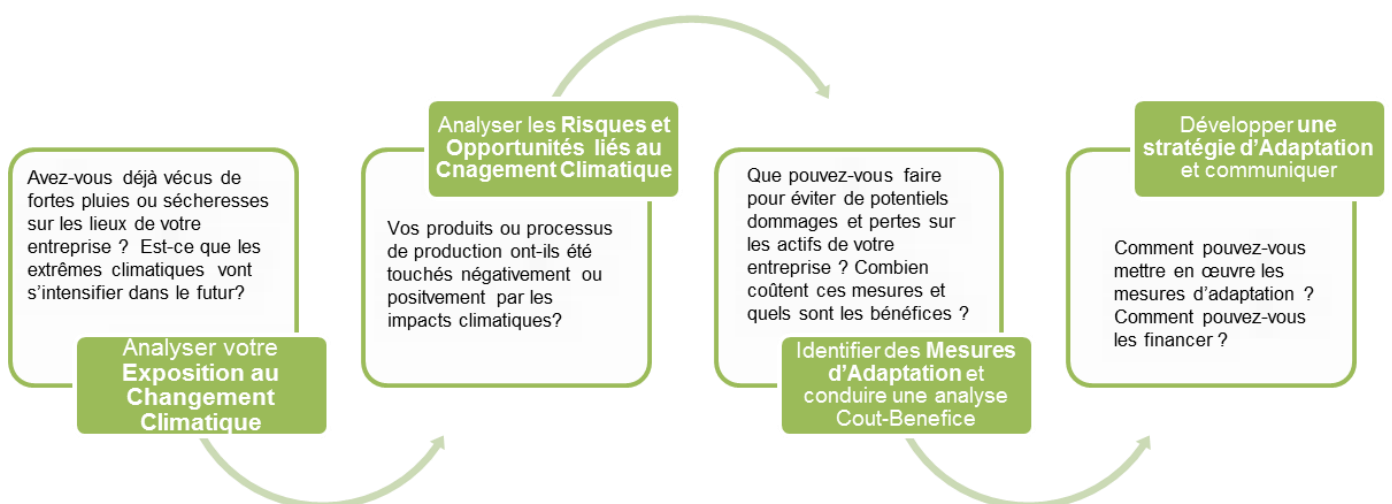 Avez-vous déjà vécus de
fortes pluies ou sécheresses
sur les lieux de votre
entreprise ? Est-ce que les
extrêmes climatiques vont
s’intensifier dans le futur?
Analyser votre
Exposition au
Changement
Climatique
Analyser les Risques et
Opportunités liés au
Cnagement Climatique
Vos produits ou processus
de production ont-ils été
touchés négativement ou
positvement par les
impacts climatiques?
Que pouvez-vous faire
pour éviter de potentiels
dommages et pertes sur
les actifs de votre
entreprise ? Combien
coûtent ces mesures et
quels sont les bénéfices ?
Identifier des Mesures
d’Adaptation et
conduire une analyse
Cout-Benefice
Développer une
stratégie d’Adaptation
et communiquer
Comment pouvez-vous
mettre en œuvre les
mesures d’adaptation ?
Comment pouvez-vous
les financer ?